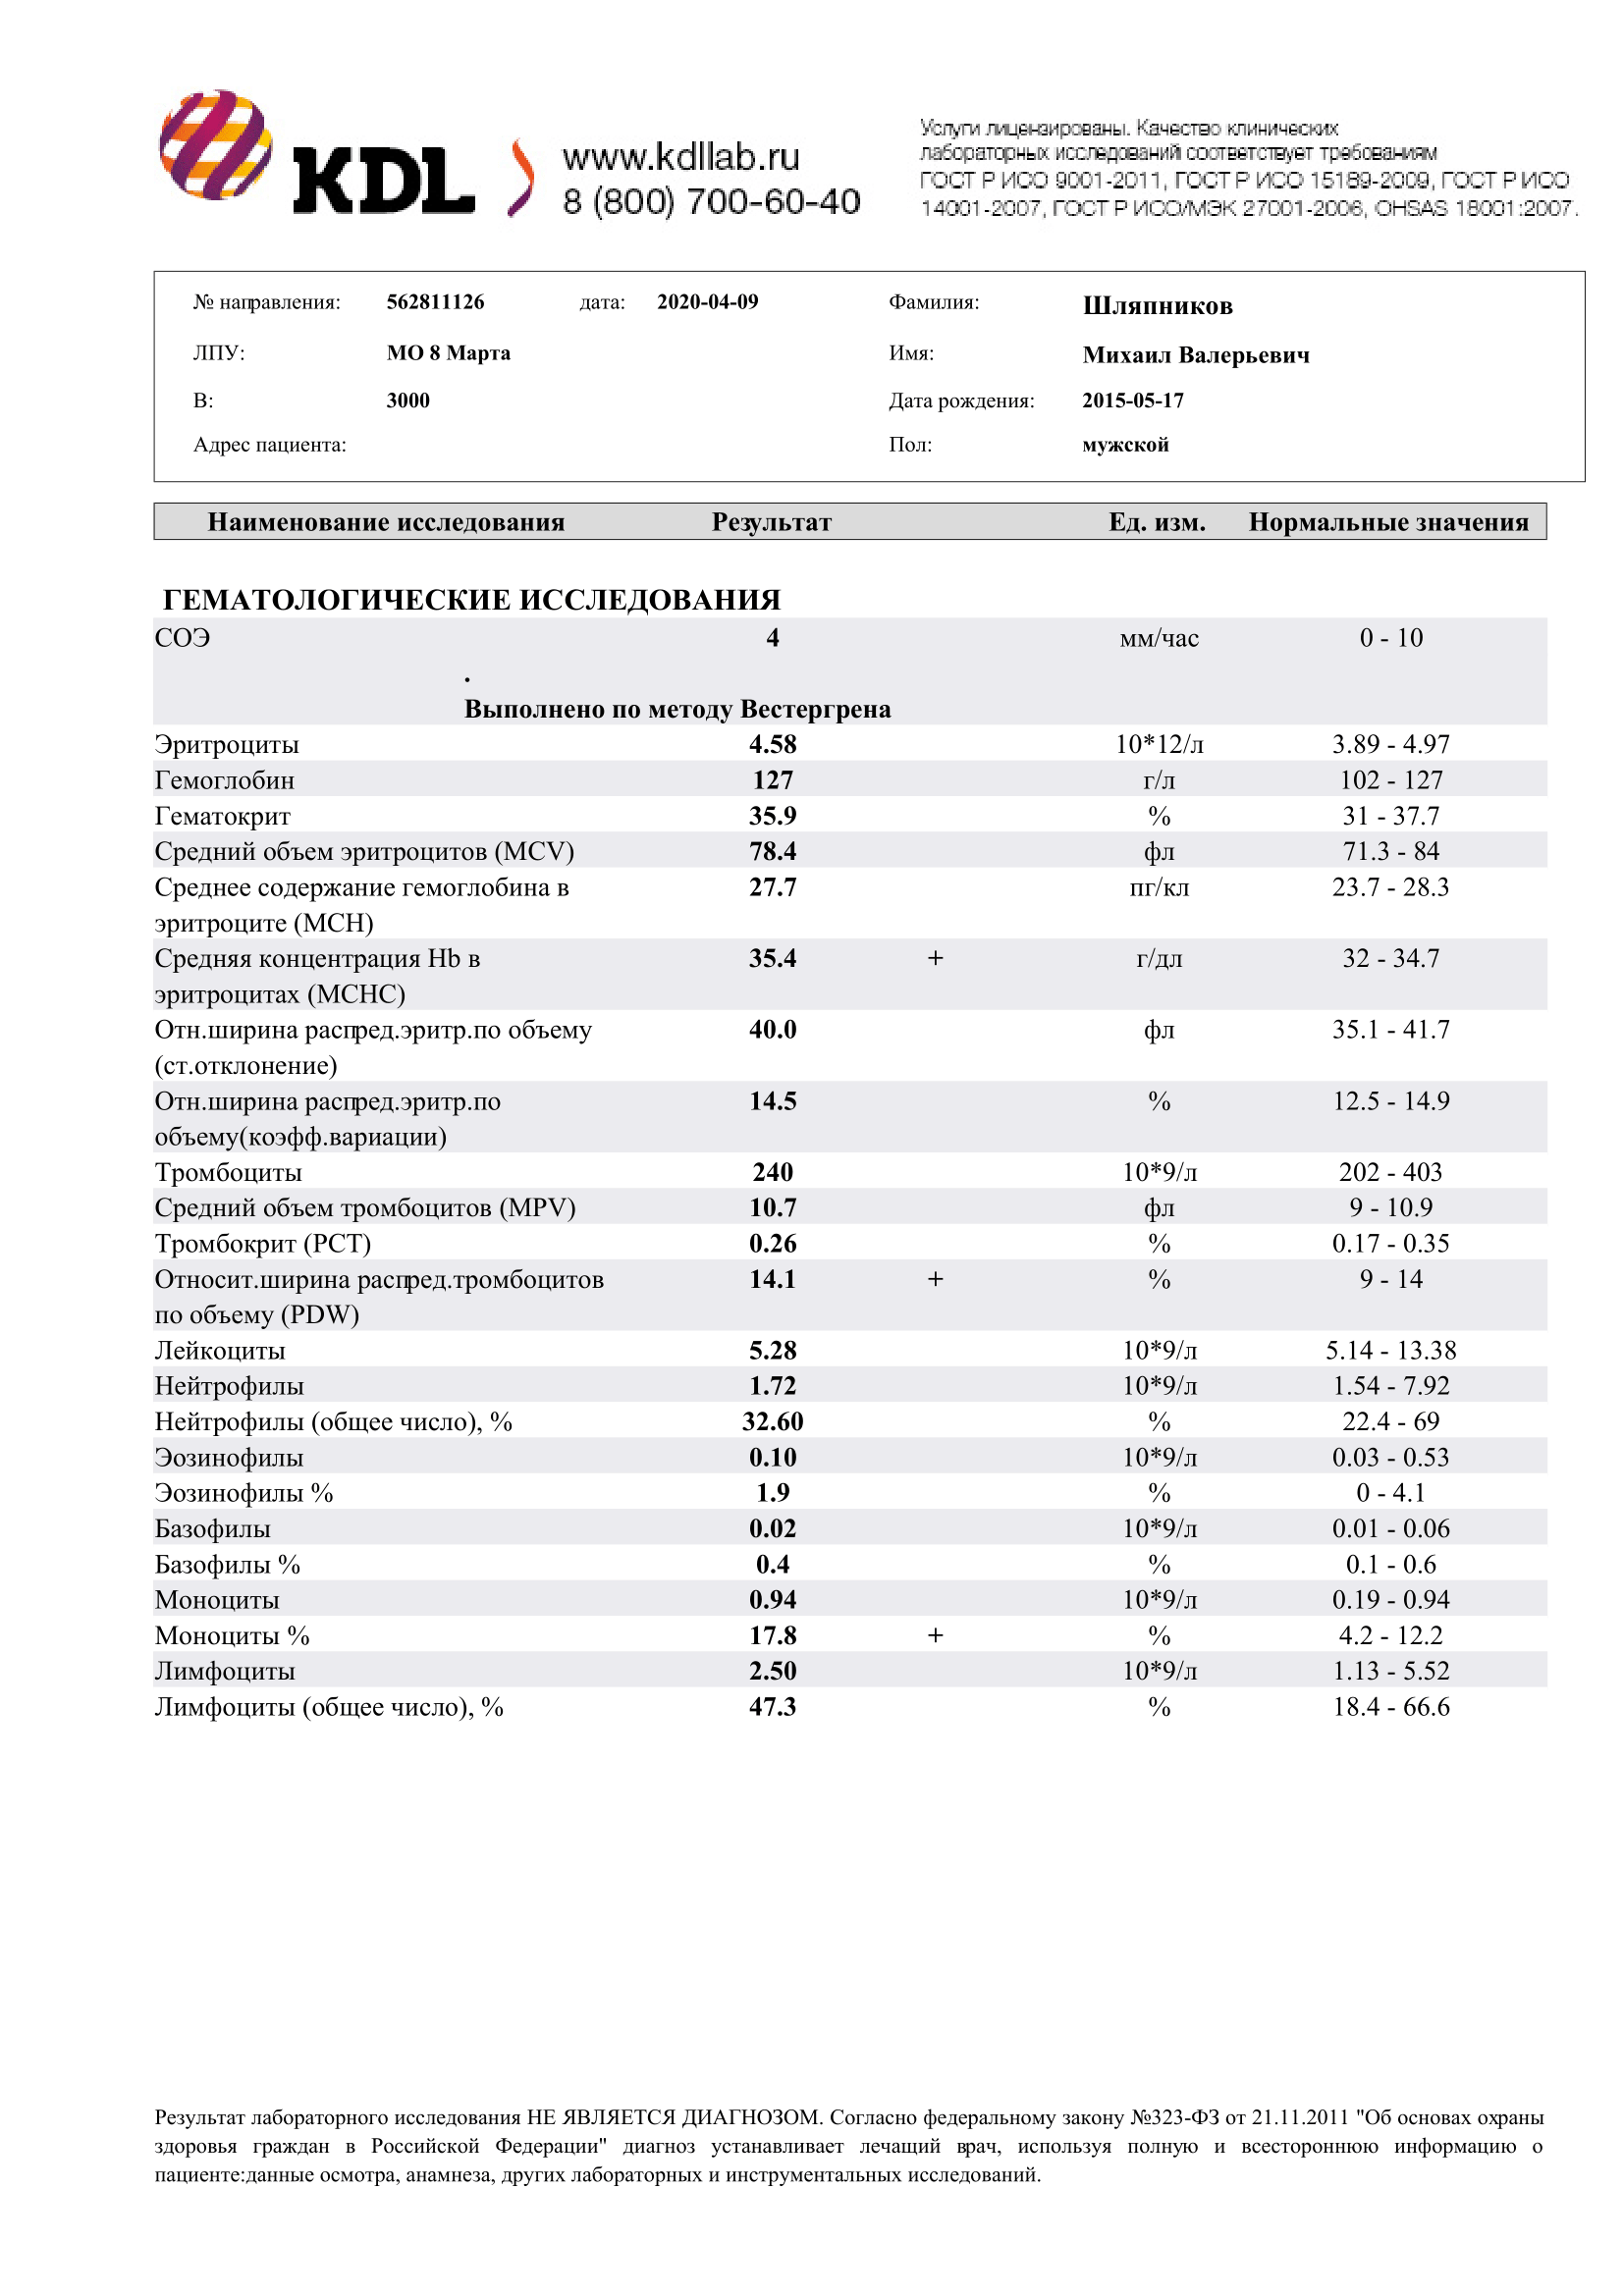 KDL
www.kdllab.ru
8 (800) 700-60-40
Услуги лицензированы. Качество клинических
лабораторных исследований соответствует требованиям
ГОСТ Р ИСО 9001-2011, ГОСТ Р ИСО 15189-2009, ГОСТ Р ИСО
14001-2007, ГОСТ Р ИСО/МЭК 27001-2006, OHSAS 18001:2007.
№ направления: 562811126 дата: 2020-04-09 Фамилия: Шляпников
ЛПУ: МО 8 Марта Имя: Михаил Валерьевич
В: 3000 Дата рождения: 2015-05-17
Адрес пациента: Пол: мужской
Наименование исследования Результат Ед. изм. Нормальные значения
ГЕМАТОЛОГИЧЕСКИЕ ИССЛЕДОВАНИЯ
СОЭ 4 мм/час 0 - 10
.
Выполнено по методу Вестергрена
Эритроциты 4.58 10*12/л 3.89 - 4.97
Гемоглобин 127 г/л 102 - 127
Гематокрит 35.9 % 31 - 37.7
Средний объем эритроцитов (MCV) 78.4 фл 71.3 - 84
Среднее содержание гемоглобина в 27.7 пг/кл 23.7 - 28.3
эритроците (MCH)
Средняя концентрация Hb в 35.4 + г/дл 32 - 34.7
эритроцитах (MCHC)
Отн.ширина распред.эритр.по объему 40.0 фл 35.1 - 41.7
(ст.отклонение)
Отн.ширина распред.эритр.по 14.5 % 12.5 - 14.9
объему(коэфф.вариации)
Тромбоциты 240 10*9/л 202 - 403
Средний объем тромбоцитов (MPV) 10.7 фл 9 - 10.9
Тромбокрит (PCT) 0.26 % 0.17 - 0.35
Относит.ширина распред.тромбоцитов 14.1 + % 9 - 14
по объему (PDW)
Лейкоциты 5.28 10*9/л 5.14 - 13.38
Нейтрофилы 1.72 10*9/л 1.54 - 7.92
Нейтрофилы (общее число), % 32.60 % 22.4 - 69
Эозинофилы 0.10 10*9/л 0.03 - 0.53
Эозинофилы % 1.9 % 0 - 4.1
Базофилы 0.02 10*9/л 0.01 - 0.06
Базофилы % 0.4 % 0.1 - 0.6
Моноциты 0.94 10*9/л 0.19 - 0.94
Моноциты % 17.8 + % 4.2 - 12.2
Лимфоциты 2.50 10*9/л 1.13 - 5.52
Лимфоциты (общее число), % 47.3 % 18.4 - 66.6
Результат лабораторного исследования НЕ ЯВЛЯЕТСЯ ДИАГНОЗОМ. Согласно федеральному закону №323-ФЗ от 21.11.2011 "Об основах охраны
здоровья граждан в Российской Федерации" диагноз устанавливает лечащий врач, используя полную и всестороннюю информацию о
пациенте:данные осмотра, анамнеза, других лабораторных и инструментальных исследований.